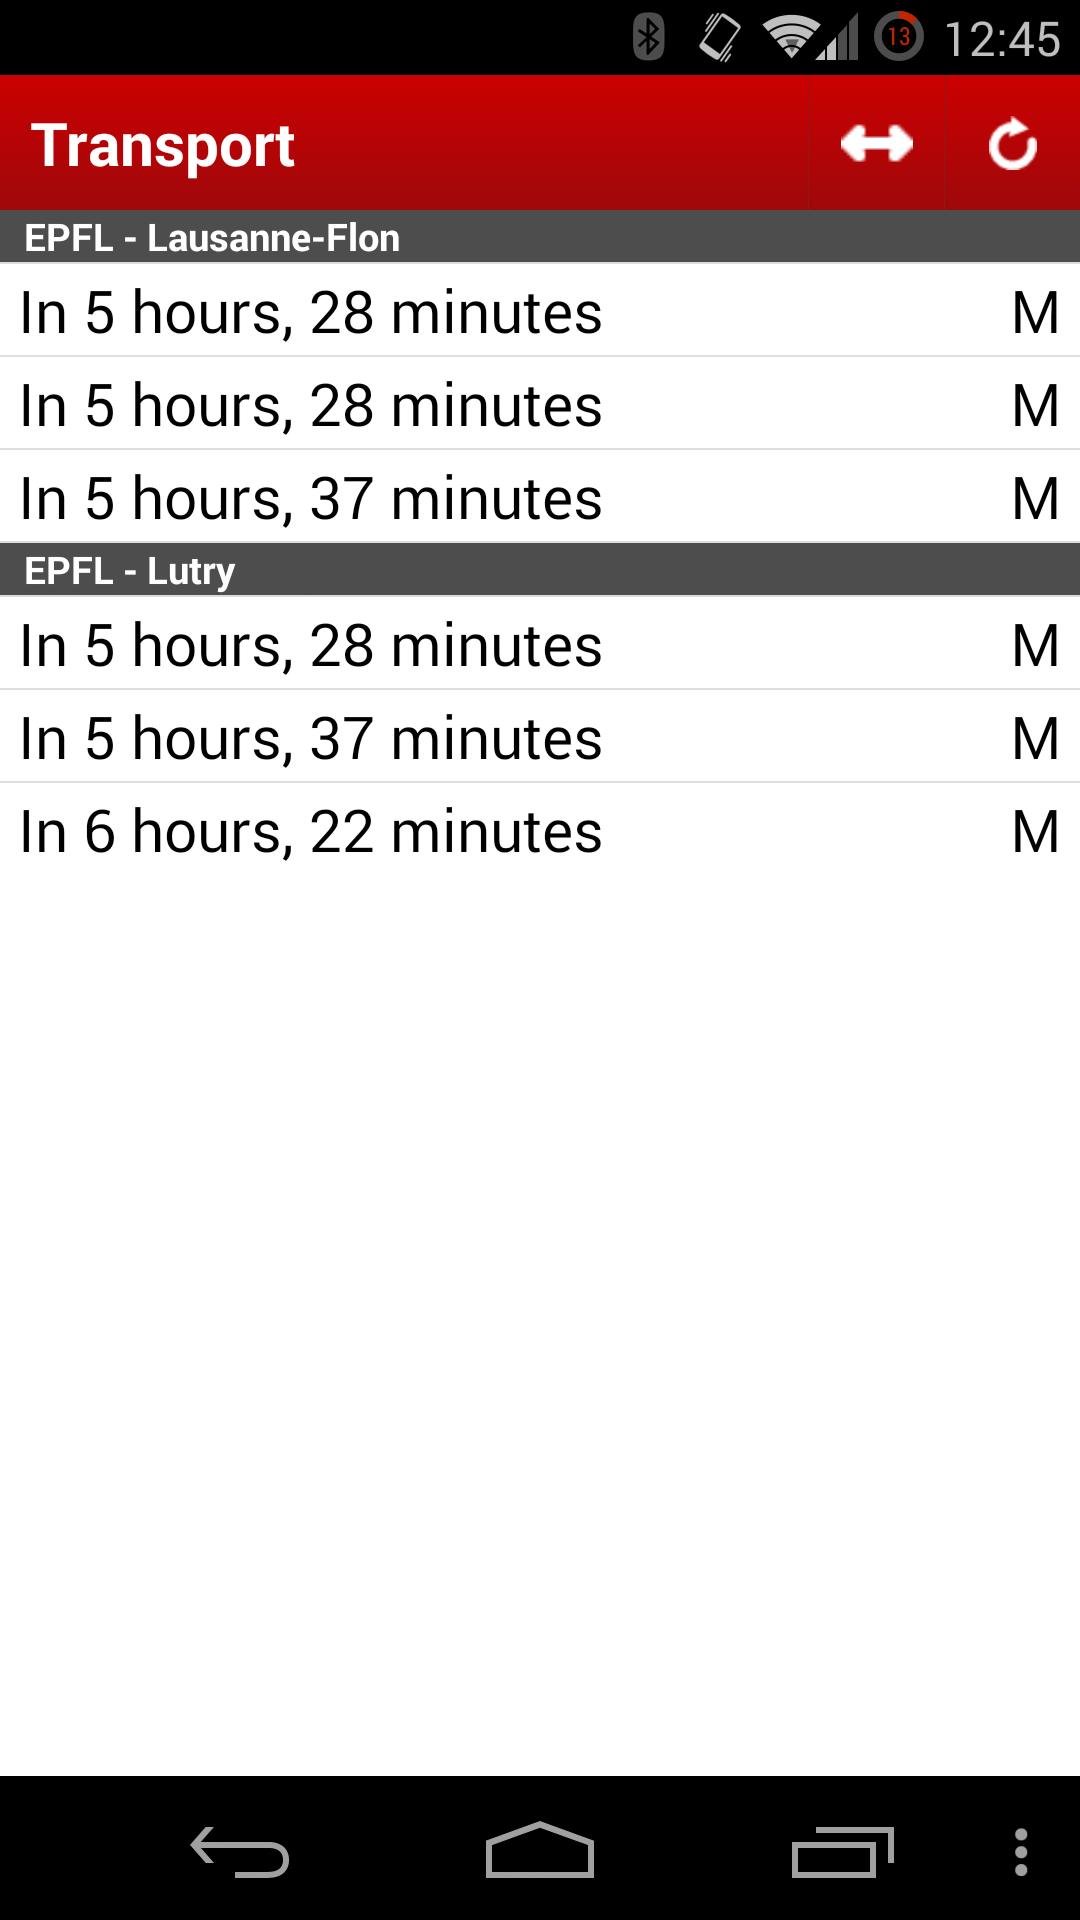 13 12:45
Transport
EPFL - Lausanne-Flon
In 5 hours, 28 minutes M
In 5 hours, 28 minutes M
In 5 hours, 37 minutes M
EPFL - Lutry
In 5 hours, 28 minutes M
In 5 hours, 37 minutes M
In 6 hours, 22 minutes M